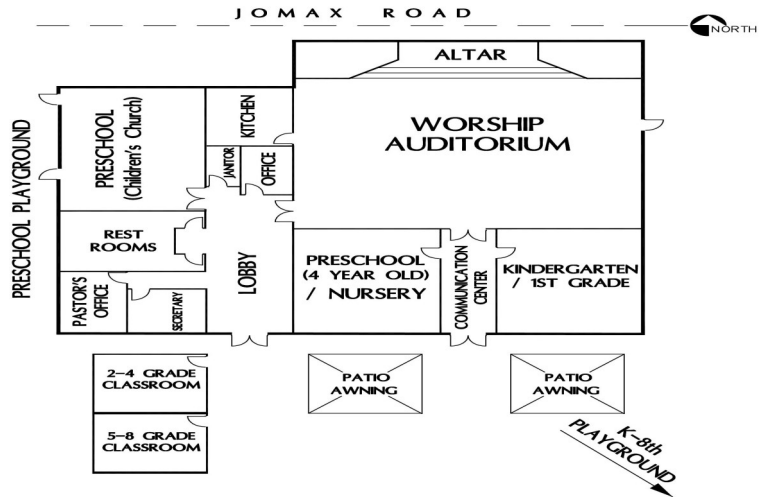 JOMAX ROAD
NORTH
ALTAR
WORSHIP
AUDITORIUM
KITCHEN
JANITOR
OFFICE
PRESCHOOL
(Children's Church)
PRESCHOOL PLAYGROUND
REST
ROOMS
LOBBY
PASTOR'S
OFFICE
SECRETARY
PRESCHOOL
(4 YEAR OLD)
/ NURSERY
COMMUNICATION
CENTER
KINDERGARTEN
/ 1ST GRADE
2-4 GRADE
CLASSROOM
5-8 GRADE
CLASSROOM
PATIO
AWNING
PATIO
AWNING
K-8th
PLAYGROUND